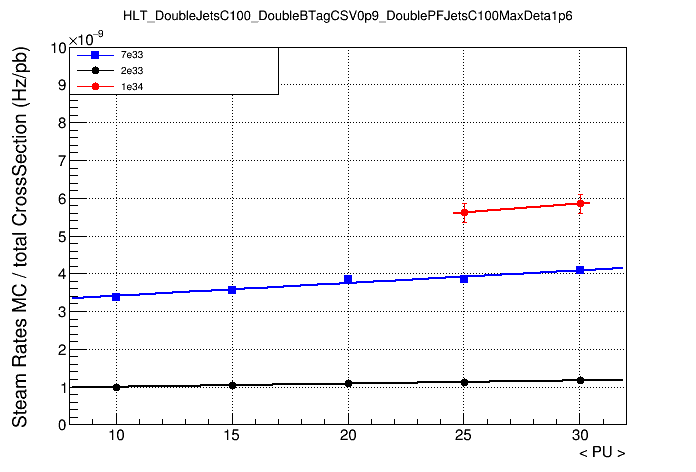 HLT_DoubleJetsC100_DoubleBTagCSV0p9_DoublePFJetsC100MaxDeta1p6
×10⁻⁹
7e33
2e33
1e34
Steam Rates MC / total CrossSection (Hz/pb)
10
9
8
7
6
5
4
3
2
1
0
10 15 20 25 30
< PU >